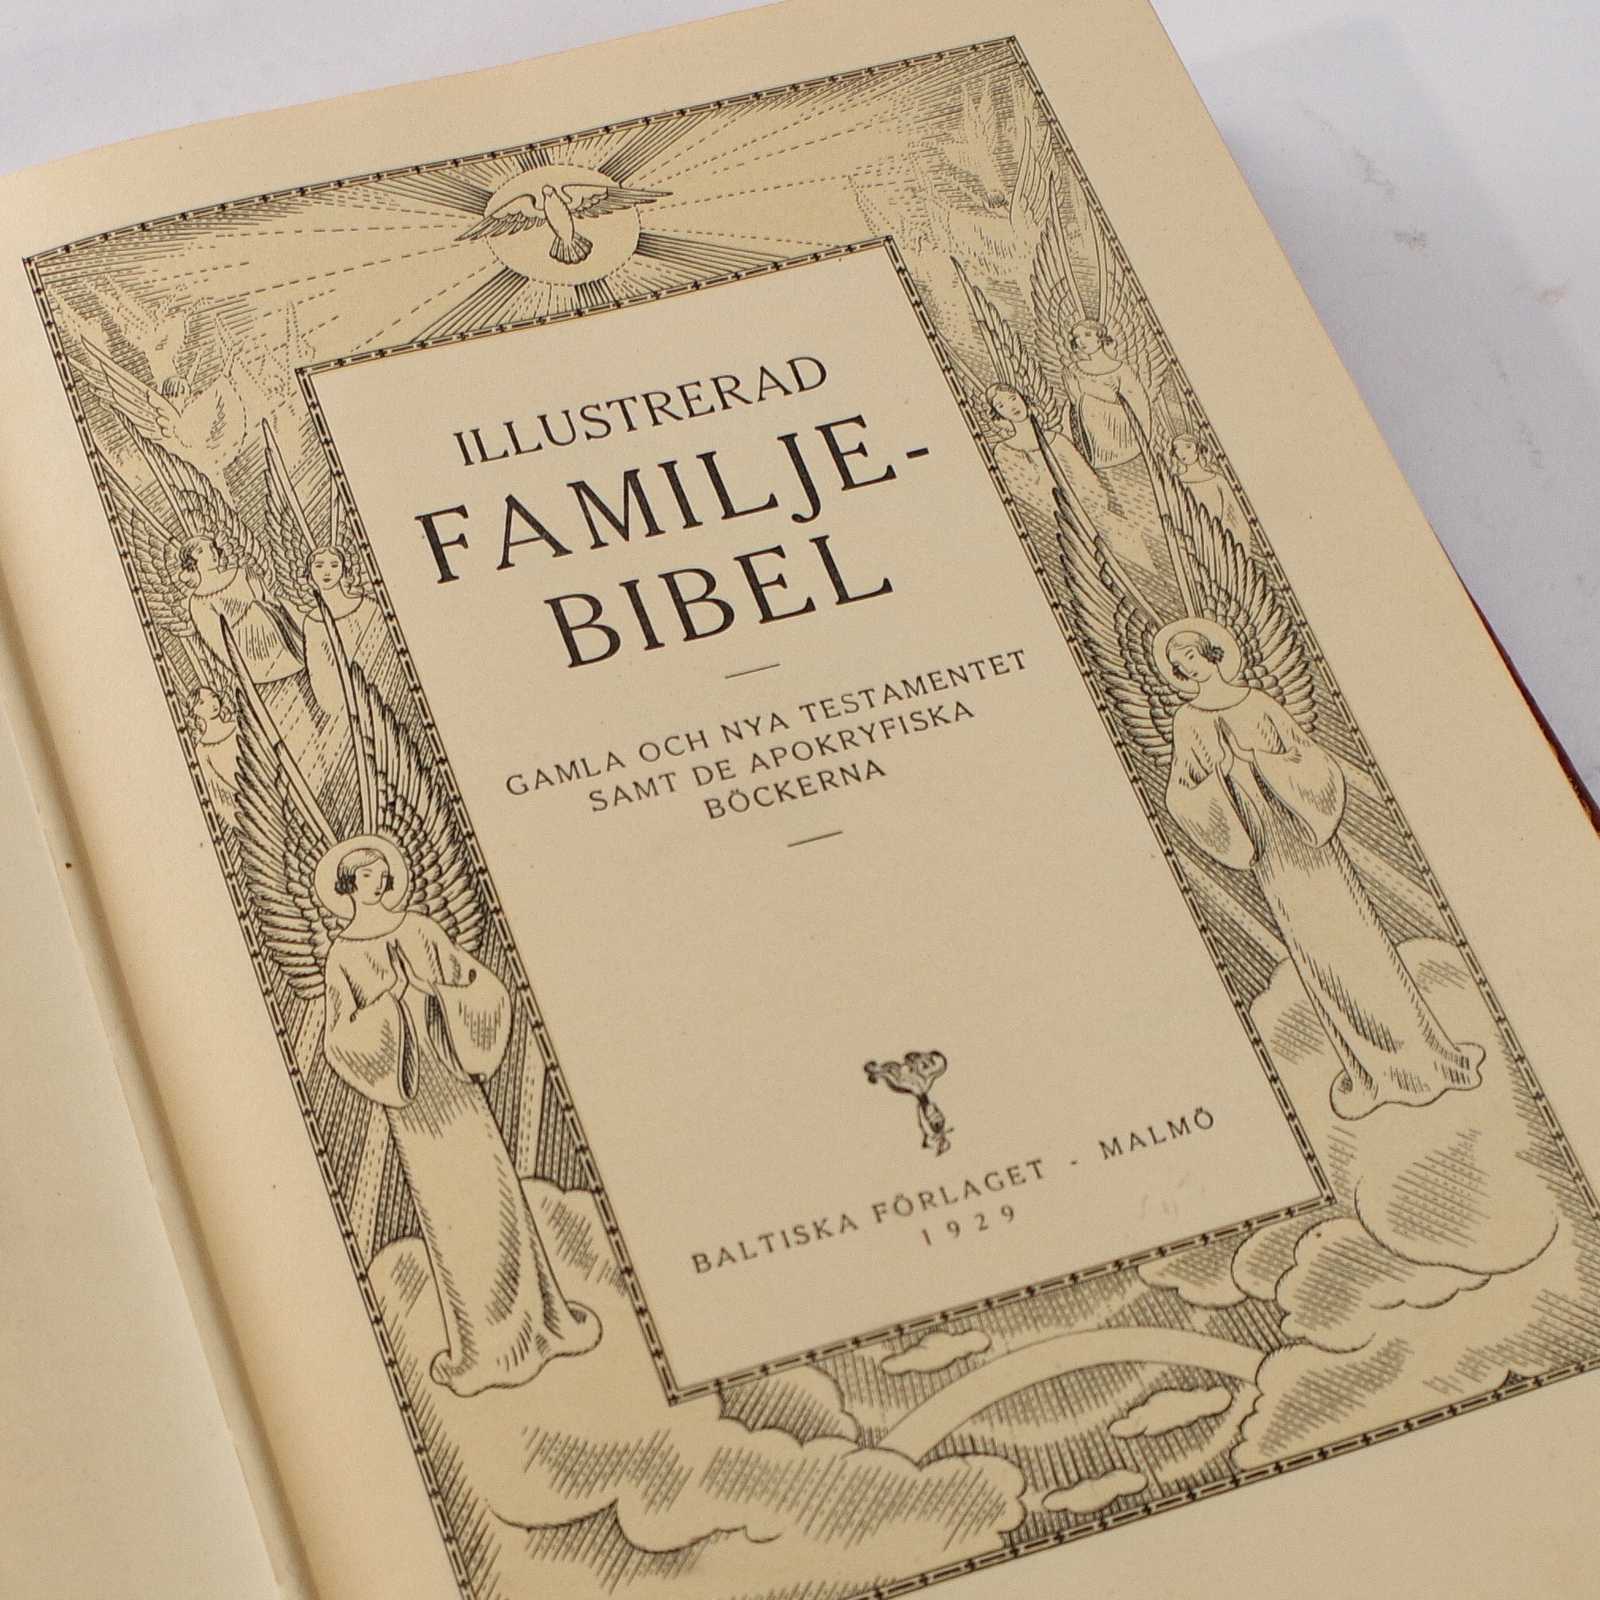 ILLUSTRERAD
FAMILJE-
BIBEL
GAMLA OCH NYA TESTAMENTET
SAMT DE APOKRYFISKA
BÖCKERNA
BALTISKA FÖRLAGET - MALMÖ
1929